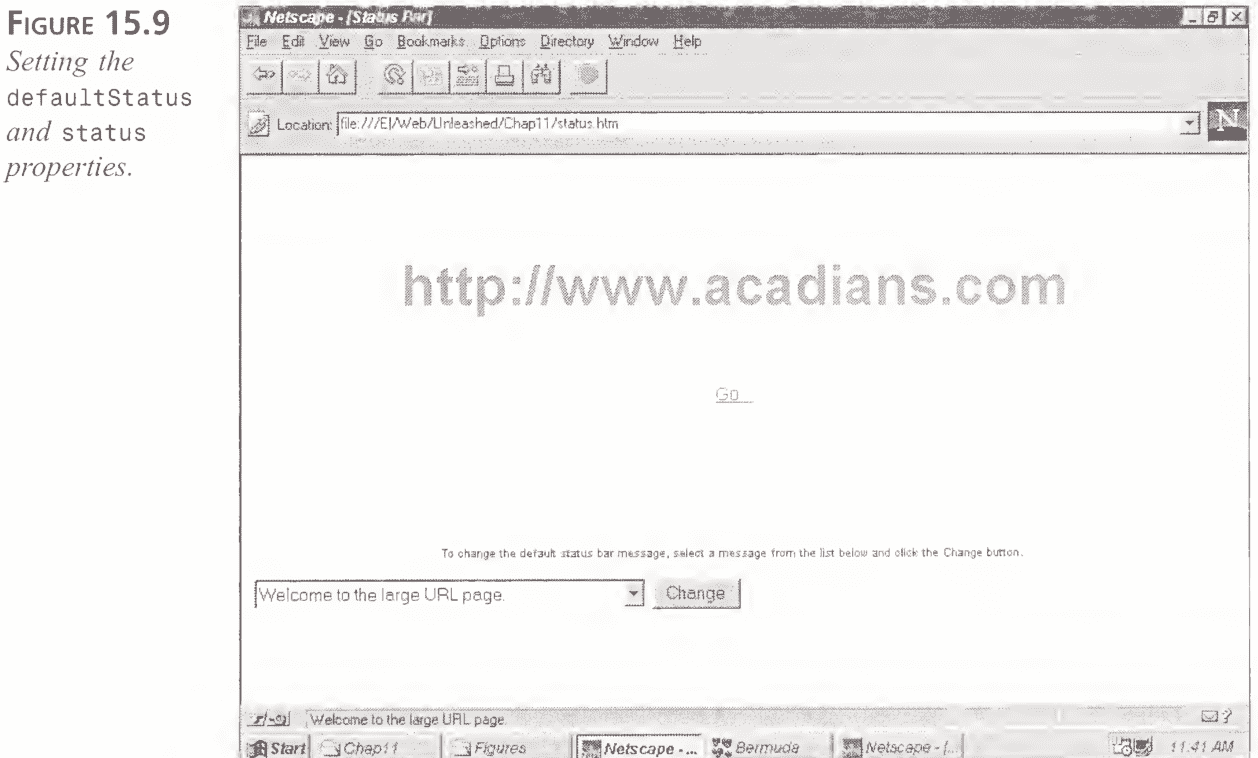 FIGURE 15.9
Setting the
defaultStatus
and status
properties.
Netscape - [Status Bar]
File Edit View Go Bookmarks Options Directory Window Help
Location: file:///E|/Web/Unleashed/Chap11/status.htm
N
http://www.acadians.com
Go
To change the default status bar message, select a message from the list below and click the Change button.
Welcome to the large URL page. Change
Welcome to the large URL page.
Start Chap11 Figures Netscape - ... Bermuda Netscape - [... 11:41 AM